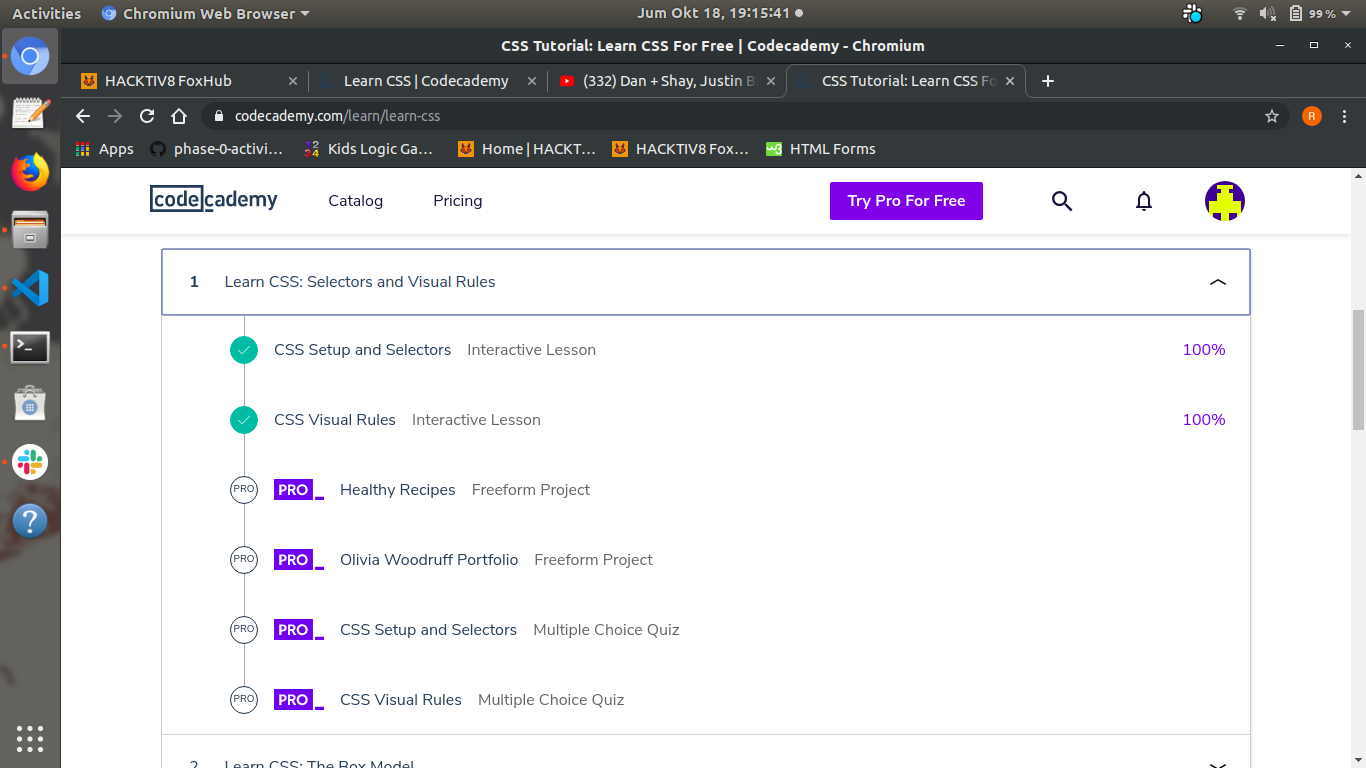 Activities Chromium Web Browser Jum Okt 18, 19:15:41 99 %
CSS Tutorial: Learn CSS For Free | Codecademy - Chromium
HACKTIV8 FoxHub Learn CSS | Codecademy (332) Dan + Shay, Justin B CSS Tutorial: Learn CSS Fo
codecademy.com/learn/learn-css R
Apps phase-0-activi... Kids Logic Ga... Home | HACKT... HACKTIV8 Fox... HTML Forms
codecademy Catalog Pricing Try Pro For Free
1 Learn CSS: Selectors and Visual Rules
CSS Setup and Selectors Interactive Lesson 100%
CSS Visual Rules Interactive Lesson 100%
PRO PRO_ Healthy Recipes Freeform Project
PRO PRO_ Olivia Woodruff Portfolio Freeform Project
PRO PRO_ CSS Setup and Selectors Multiple Choice Quiz
PRO PRO_ CSS Visual Rules Multiple Choice Quiz
2 Learn CSS: The Box Model